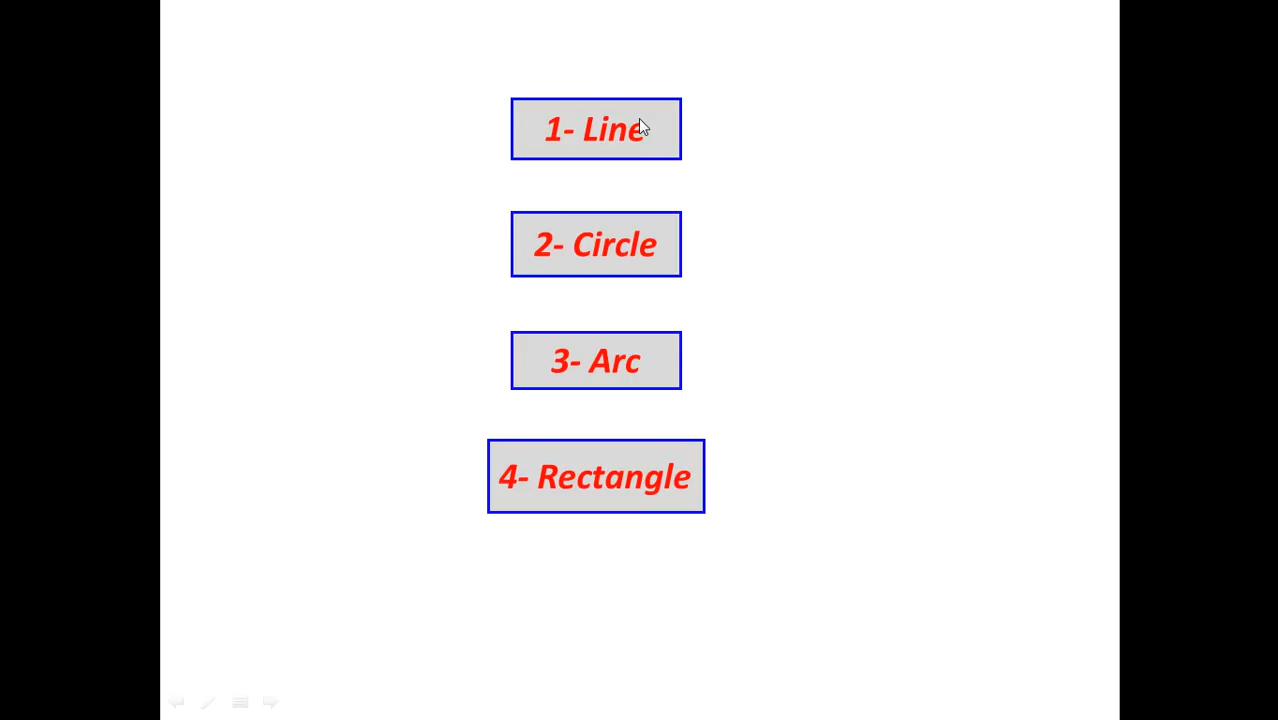 1- Line
2- Circle
3- Arc
4- Rectangle